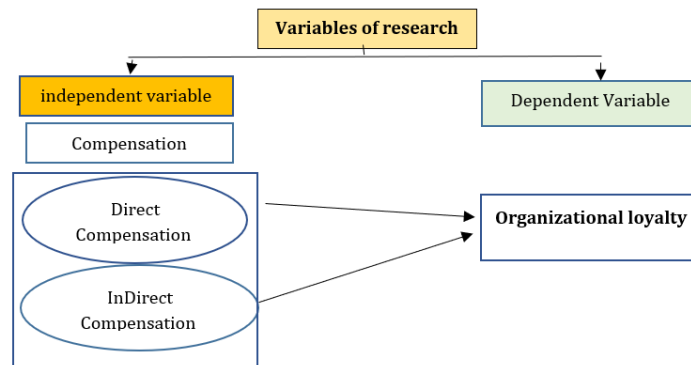 Variables of research
independent variable
Dependent Variable
Compensation
Direct
Compensation
Organizational loyalty
InDirect
Compensation